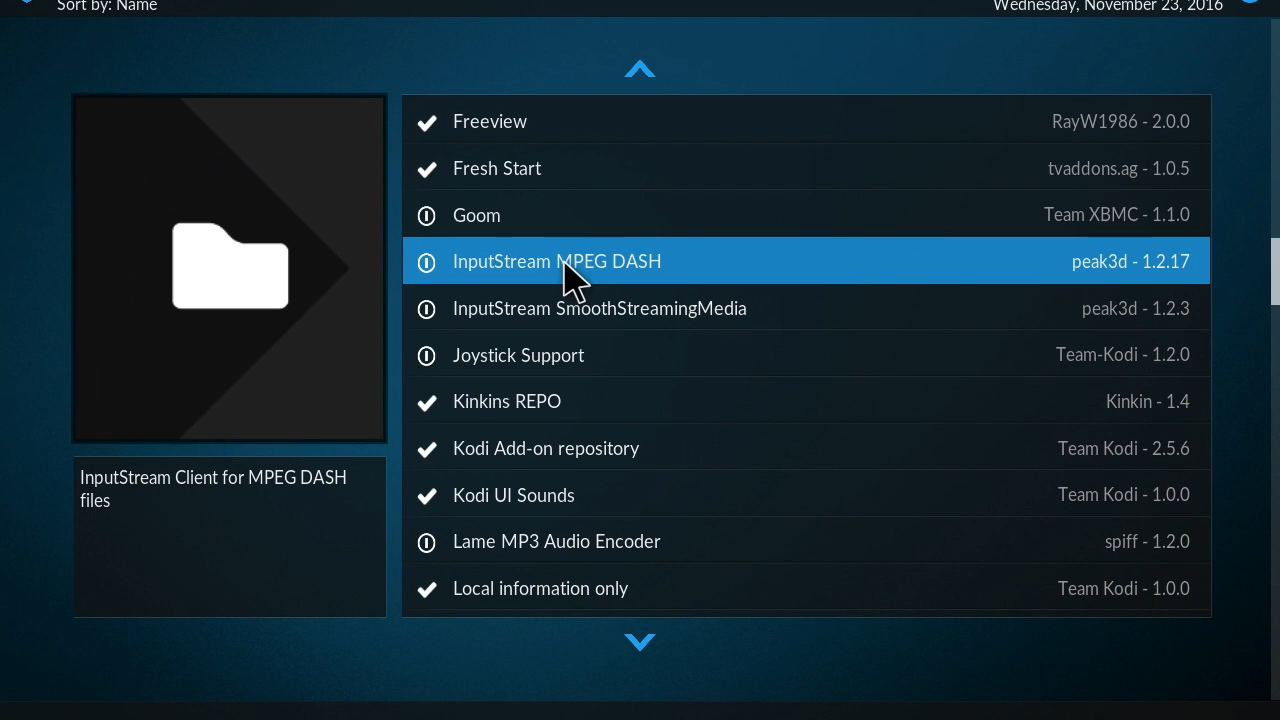 Sort by: Name
Wednesday, November 23, 2016
Freeview RayW1986 - 2.0.0
Fresh Start tvaddons.ag - 1.0.5
Goom Team XBMC - 1.1.0
InputStream MPEG DASH peak3d - 1.2.17
InputStream SmoothStreamingMedia peak3d - 1.2.3
Joystick Support Team-Kodi - 1.2.0
Kinkins REPO Kinkin - 1.4
Kodi Add-on repository Team Kodi - 2.5.6
Kodi UI Sounds Team Kodi - 1.0.0
Lame MP3 Audio Encoder spiff - 1.2.0
Local information only Team Kodi - 1.0.0
InputStream Client for MPEG DASH
files